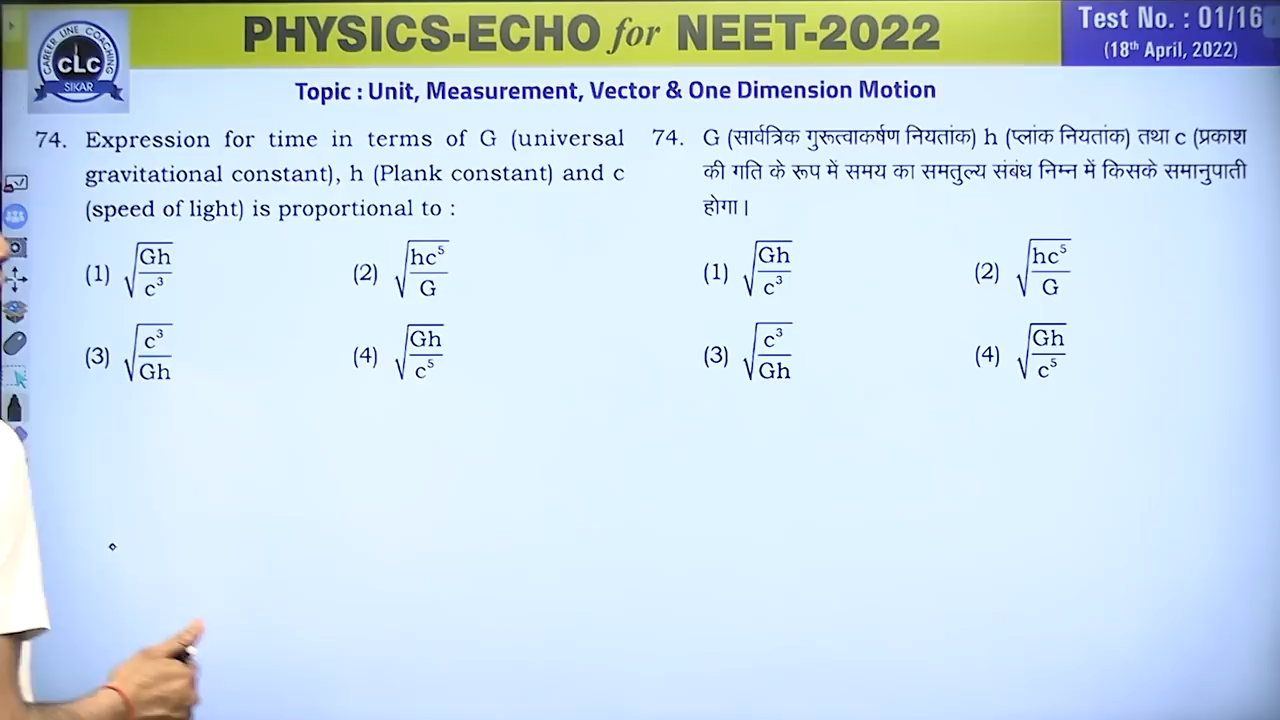 PHYSICS-ECHO for NEET-2022
Test No. : 01/16
(18th April, 2022)
CAREER LINE COACHING
CLC
SIKAR
Topic : Unit, Measurement, Vector & One Dimension Motion
74. Expression for time in terms of G (universal
gravitational constant), h (Plank constant) and c
(speed of light) is proportional to :
(1) √(Gh/c³) (2) √(hc⁵/G)
(3) √(c³/Gh) (4) √(Gh/c⁵)
74. G (सार्वत्रिक गुरूत्वाकर्षण नियतांक) h (प्लांक नियतांक) तथा c (प्रकाश
की गति के रूप में समय का समतुल्य संबंध निम्न में किसके समानुपाती
होगा।
(1) √(Gh/c³) (2) √(hc⁵/G)
(3) √(c³/Gh) (4) √(Gh/c⁵)